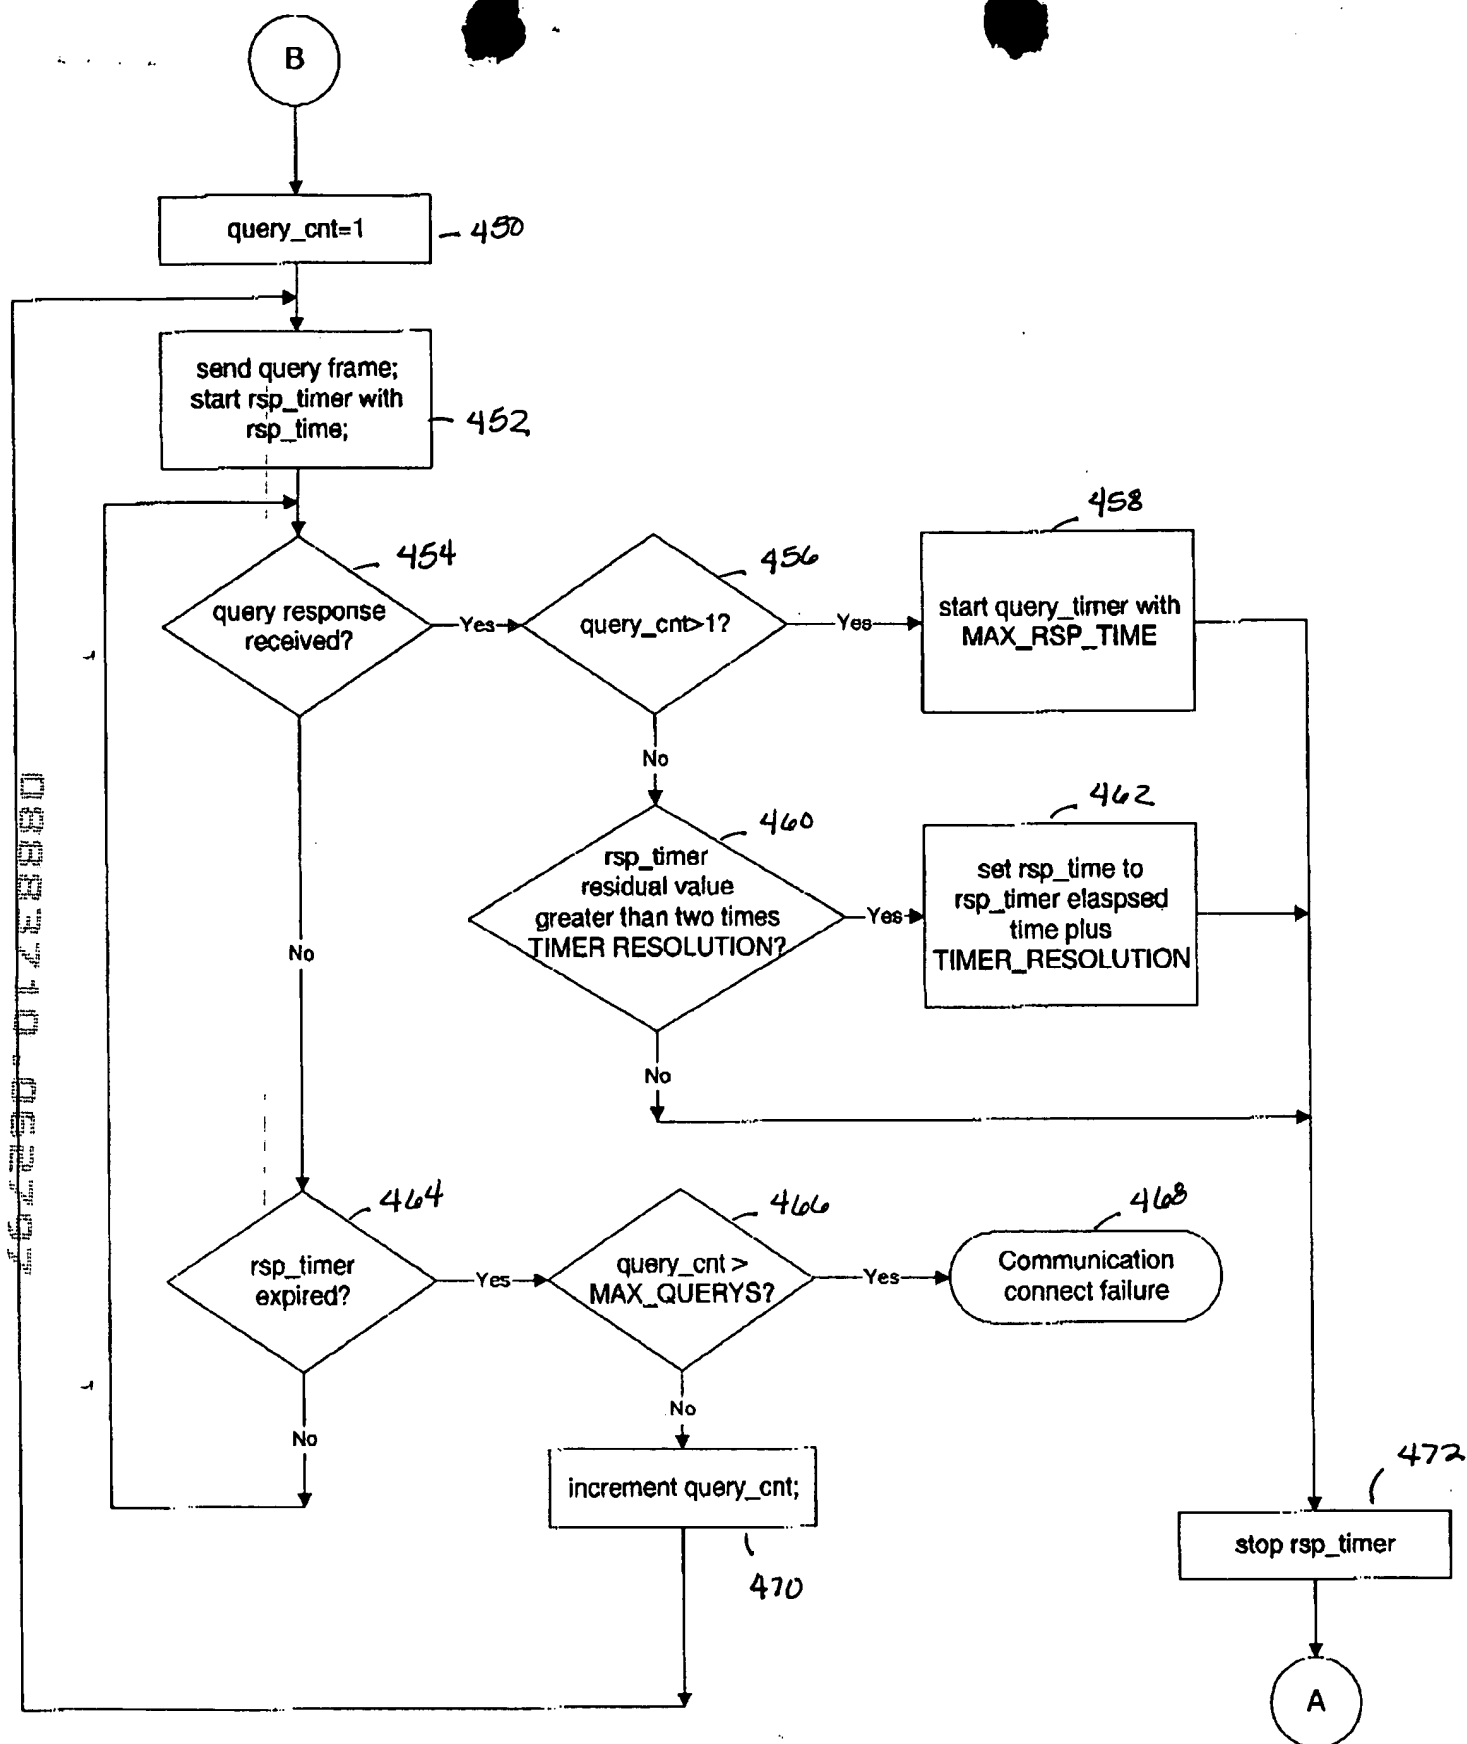 B
query_cnt=1
450
send query frame;
start rsp_timer with
rsp_time;
452
454
query response
received?
Yes
456
query_cnt>1?
Yes
458
start query_timer with
MAX_RSP_TIME
No
No
460
rsp_timer
residual value
greater than two times
TIMER RESOLUTION?
Yes
462
set rsp_time to
rsp_timer elaspsed
time plus
TIMER_RESOLUTION
No
464
rsp_timer
expired?
Yes
466
query_cnt >
MAX_QUERYS?
Yes
468
Communication
connect failure
No
No
increment query_cnt;
470
472
stop rsp_timer
A